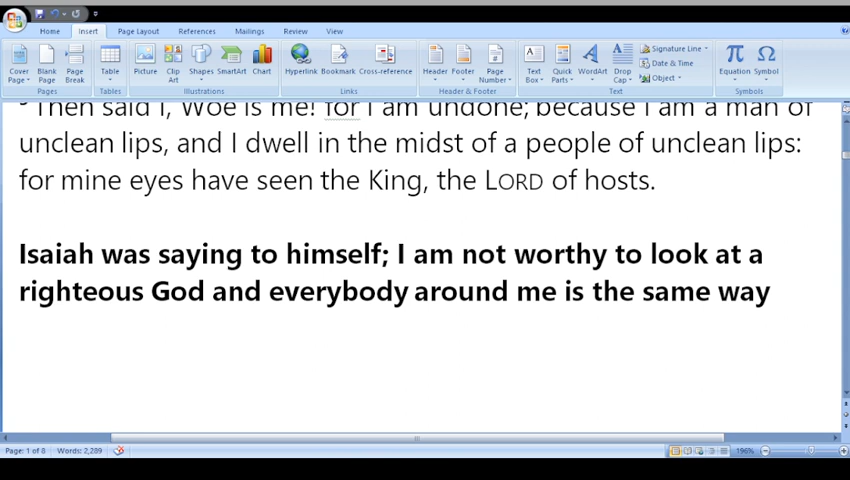 Home Insert Page Layout References Mailings Review View
Cover Page Blank Page Page Break Table Picture Clip Art Shapes SmartArt Chart Hyperlink Bookmark Cross-reference Header Footer Page Number Text Box Quick Parts WordArt Drop Cap Signature Line Date & Time Object Equation Symbol
Pages Tables Illustrations Links Header & Footer Text Symbols
Then said I, Woe is me! for I am undone; because I am a man of
unclean lips, and I dwell in the midst of a people of unclean lips:
for mine eyes have seen the King, the LORD of hosts.
Isaiah was saying to himself; I am not worthy to look at a
righteous God and everybody around me is the same way
Page: 1 of 8 Words: 2,289 196%